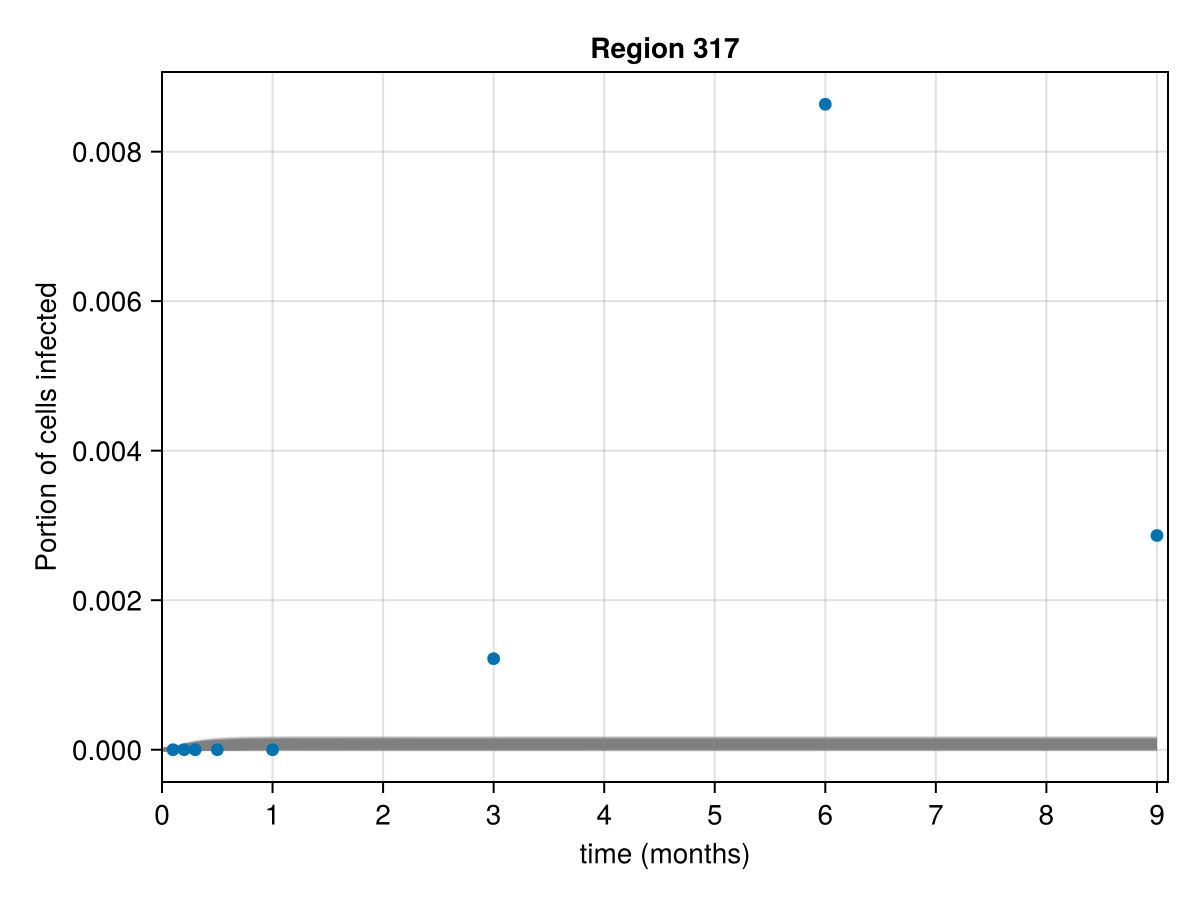 Region 317
Portion of cells infected
0.008
0.006
0.004
0.002
0.000
0 1 2 3 4 5 6 7 8 9
time (months)